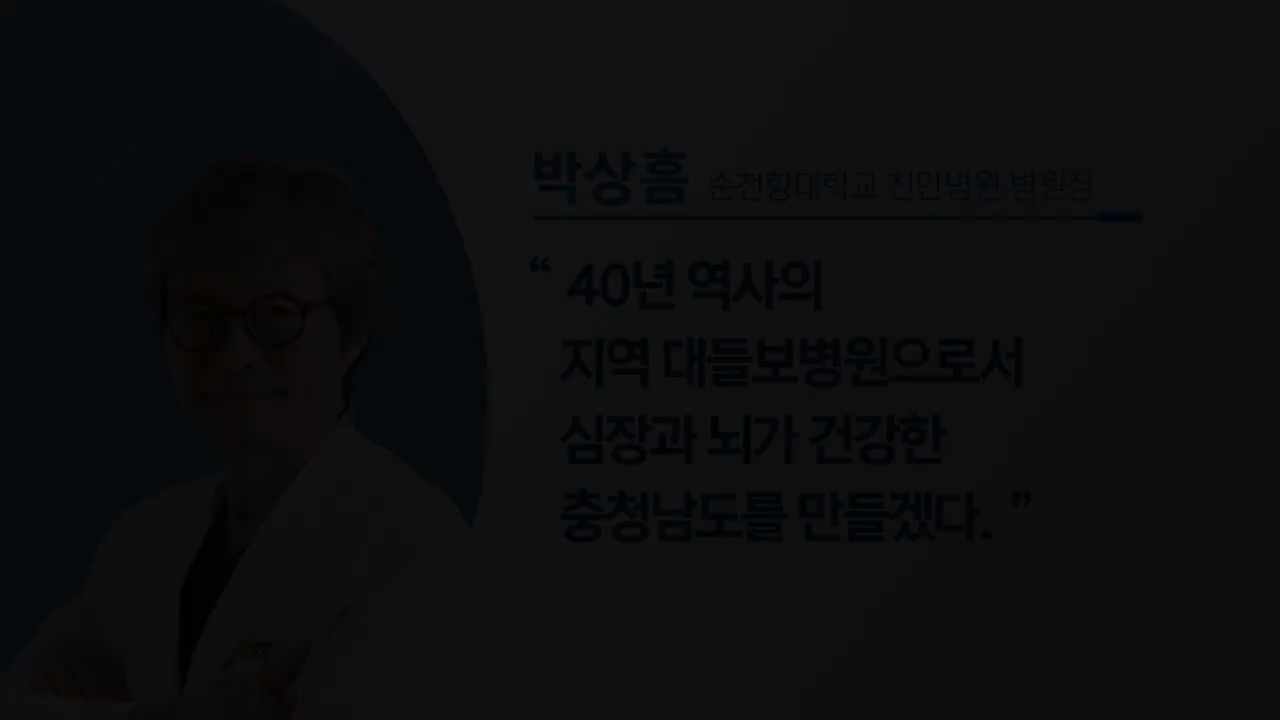 박상흠 순천향대학교 천안병원 병원장
“ 40년 역사의
지역 대들보병원으로서
심장과 뇌가 건강한
충청남도를 만들겠다. ”